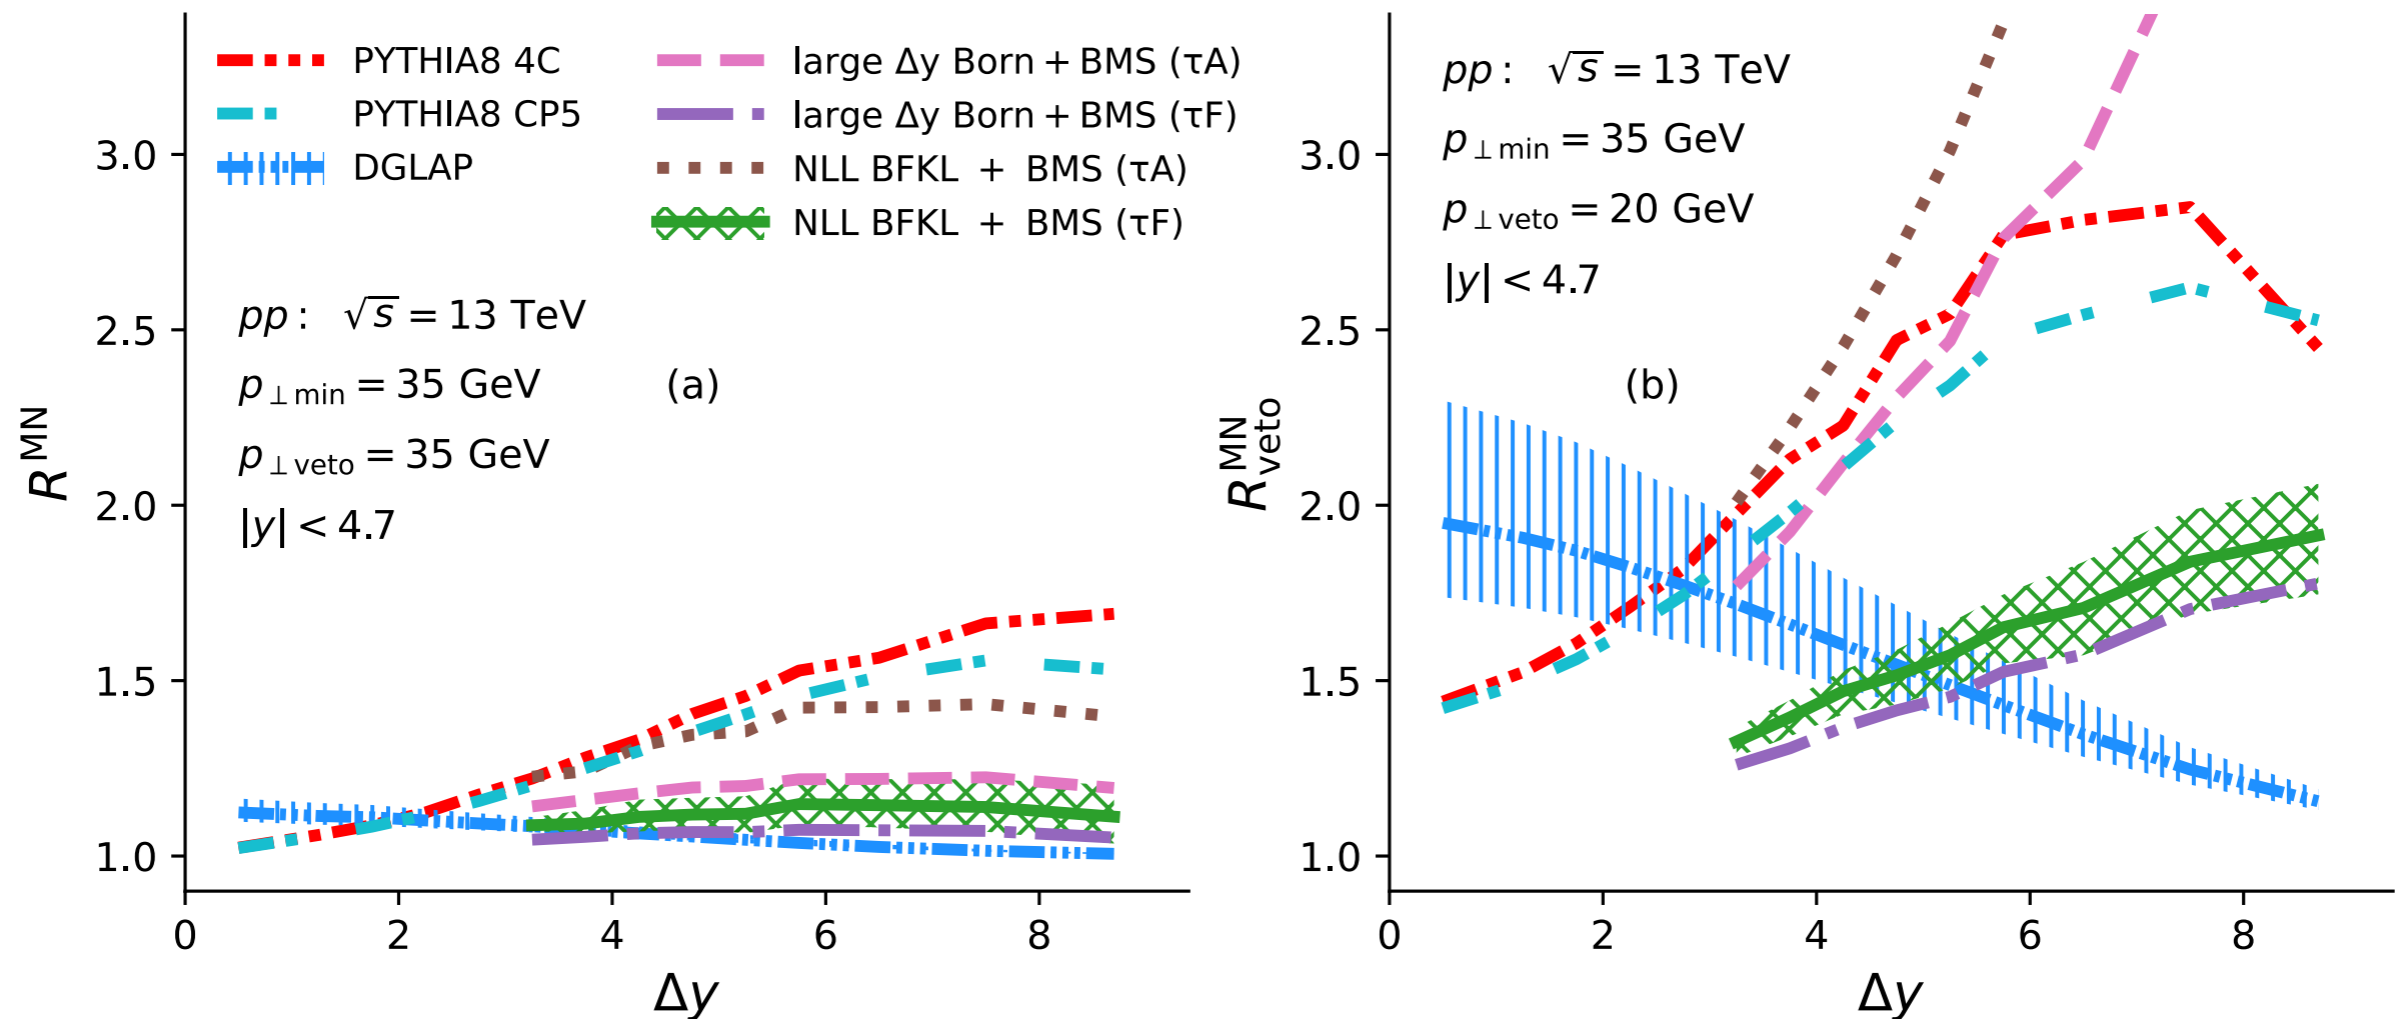 PYTHIA8 4C
PYTHIA8 CP5
DGLAP
large Δy Born + BMS (τA)
large Δy Born + BMS (τF)
NLL BFKL + BMS (τA)
NLL BFKL + BMS (τF)
pp : √s = 13 TeV
p⊥min = 35 GeV
p⊥veto = 35 GeV
|y| < 4.7
(a)
R^MN
3.0
2.5
2.0
1.5
1.0
0 2 4 6 8
Δy
pp : √s = 13 TeV
p⊥min = 35 GeV
p⊥veto = 20 GeV
|y| < 4.7
(b)
R^MN_veto
3.0
2.5
2.0
1.5
1.0
0 2 4 6 8
Δy